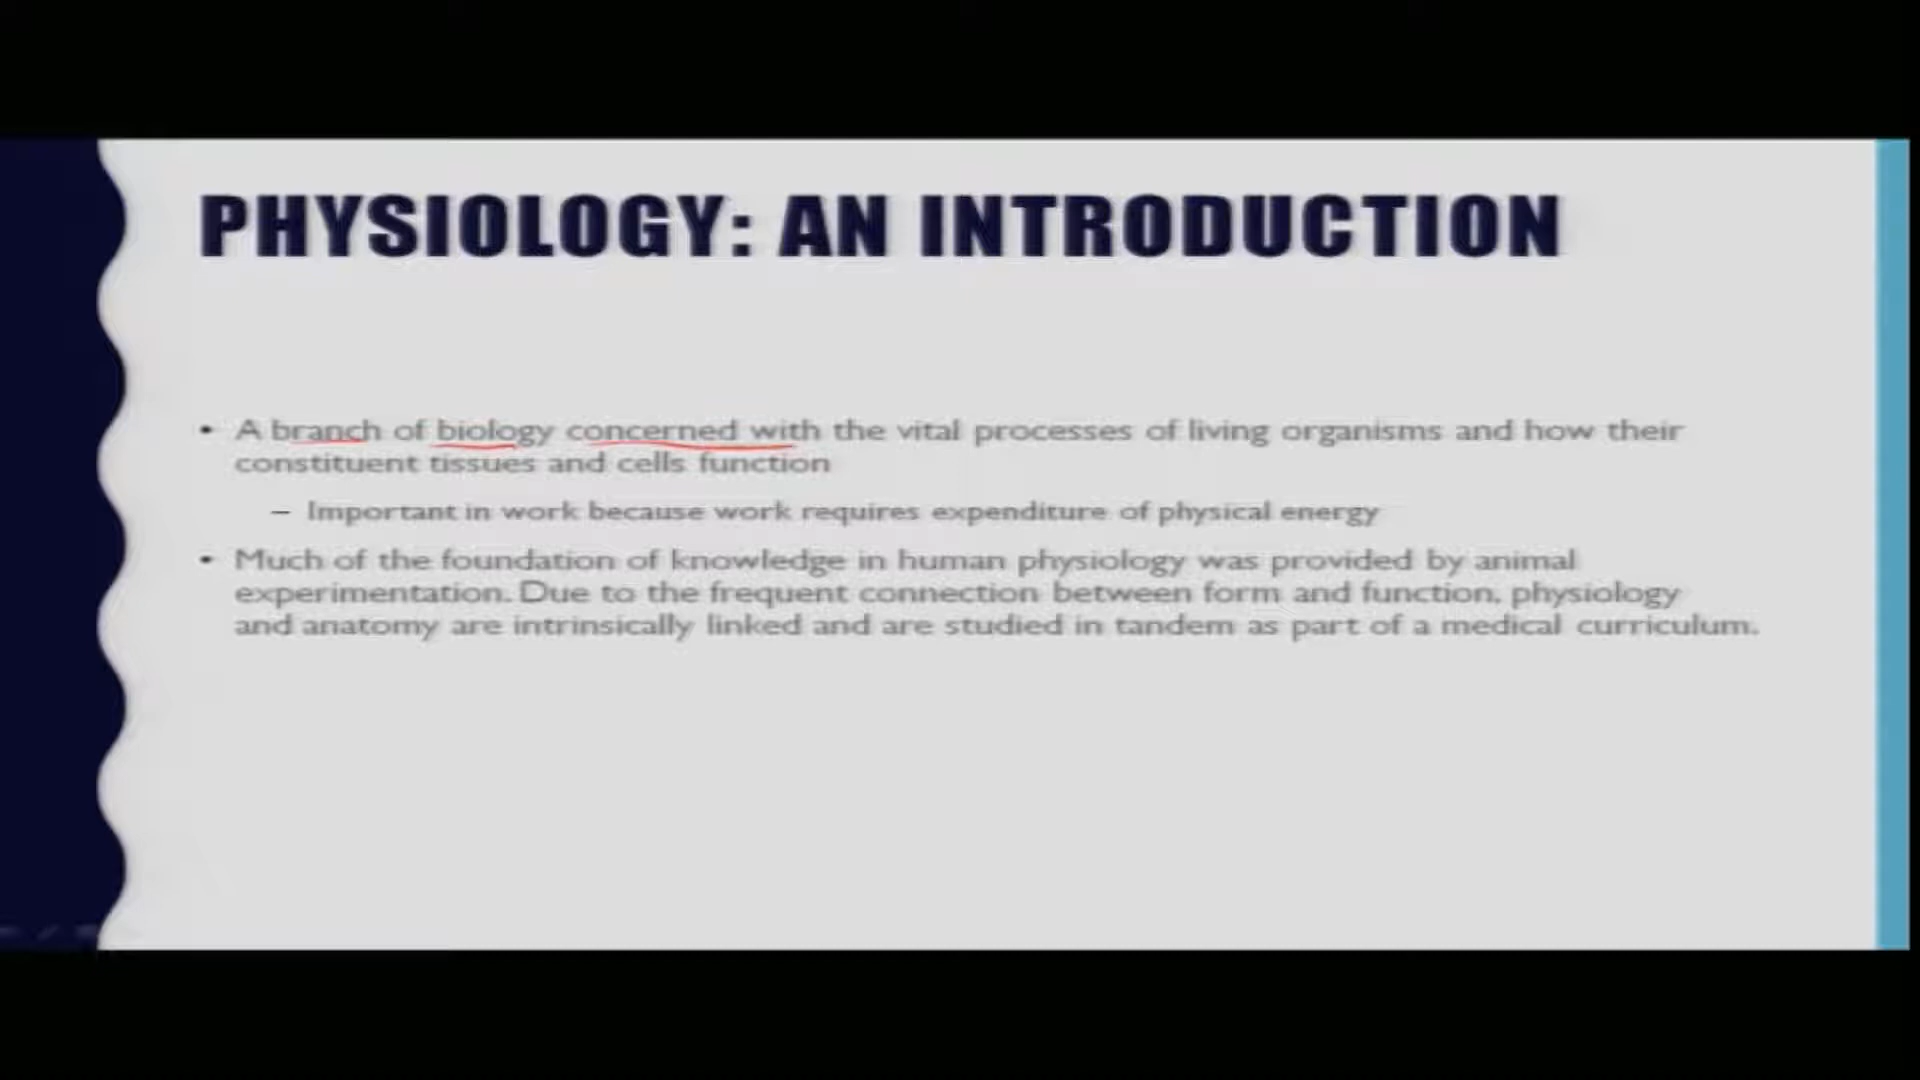 PHYSIOLOGY: AN INTRODUCTION
• A branch of biology concerned with the vital processes of living organisms and how their
constituent tissues and cells function
– Important in work because work requires expenditure of physical energy
• Much of the foundation of knowledge in human physiology was provided by animal
experimentation. Due to the frequent connection between form and function, physiology
and anatomy are intrinsically linked and are studied in tandem as part of a medical curriculum.